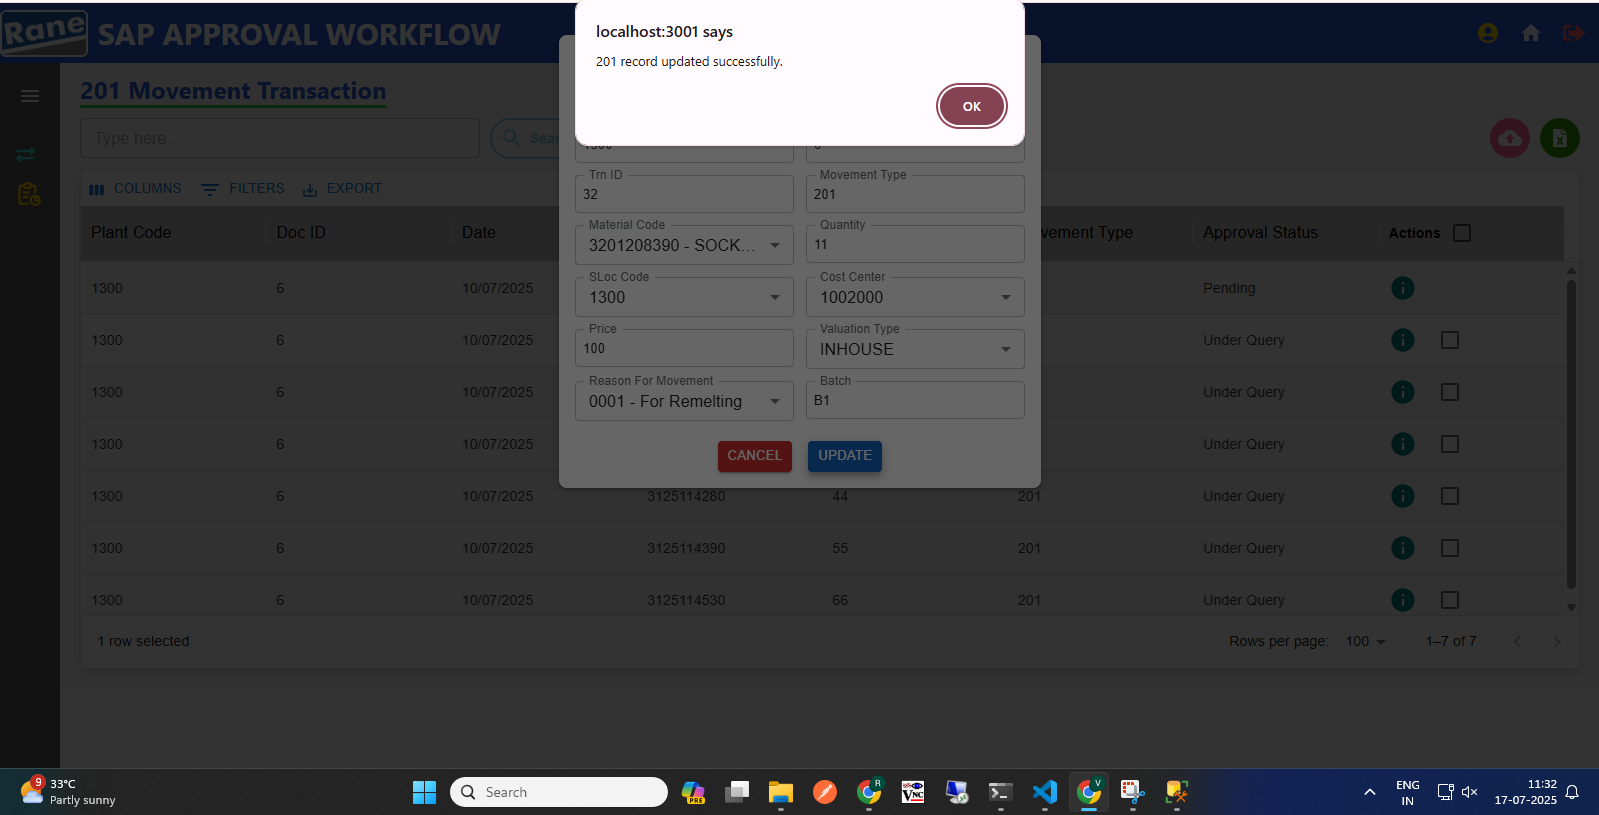 Rane
SAP APPROVAL WORKFLOW
localhost:3001 says
201 record updated successfully.
OK
201 Movement Transaction
Type here...
COLUMNS
FILTERS
EXPORT
Plant Code
Doc ID
Date
Approval Status
Actions
1300 6 10/07/2025 Pending
1300 6 10/07/2025 Under Query
1300 6 10/07/2025 Under Query
1300 6 10/07/2025 Under Query
1300 6 10/07/2025 3125114280 44 201 Under Query
1300 6 10/07/2025 3125114390 55 201 Under Query
1300 6 10/07/2025 3125114530 66 201 Under Query
1 row selected
Rows per page: 100 1–7 of 7
Trn ID
32
Movement Type
201
Material Code
3201208390 - SOCK...
Quantity
11
SLoc Code
1300
Cost Center
1002000
Price
100
Valuation Type
INHOUSE
Reason For Movement
0001 - For Remelting
Batch
B1
CANCEL
UPDATE
9
33°C
Partly sunny
Search
PRE
R
VNC
V
ENG
IN
11:32
17-07-2025